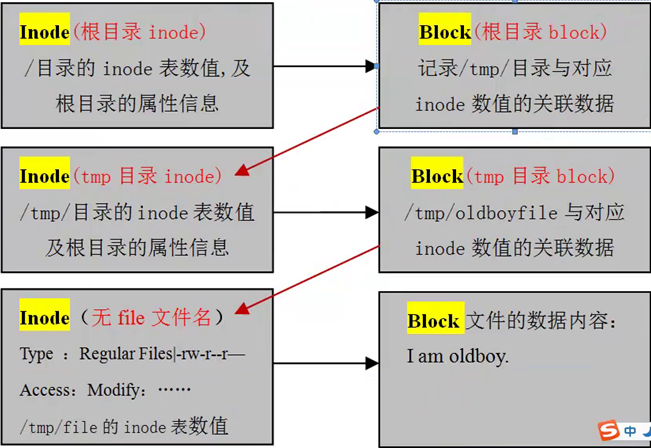 Inode(根目录 inode)
/目录的 inode 表数值,及
根目录的属性信息
Block(根目录 block)
记录/tmp/目录与对应
inode 数值的关联数据
Inode(tmp 目录 inode)
/tmp/目录的 inode 表数值
及根目录的属性信息
Block(tmp 目录 block)
/tmp/oldboyfile 与对应
inode 数值的关联数据
Inode（无 file 文件名）
Type ：Regular Files|-rw-r--r—
Access：Modify：……
/tmp/file 的 inode 表数值
Block 文件的数据内容：
I am oldboy.
S 中